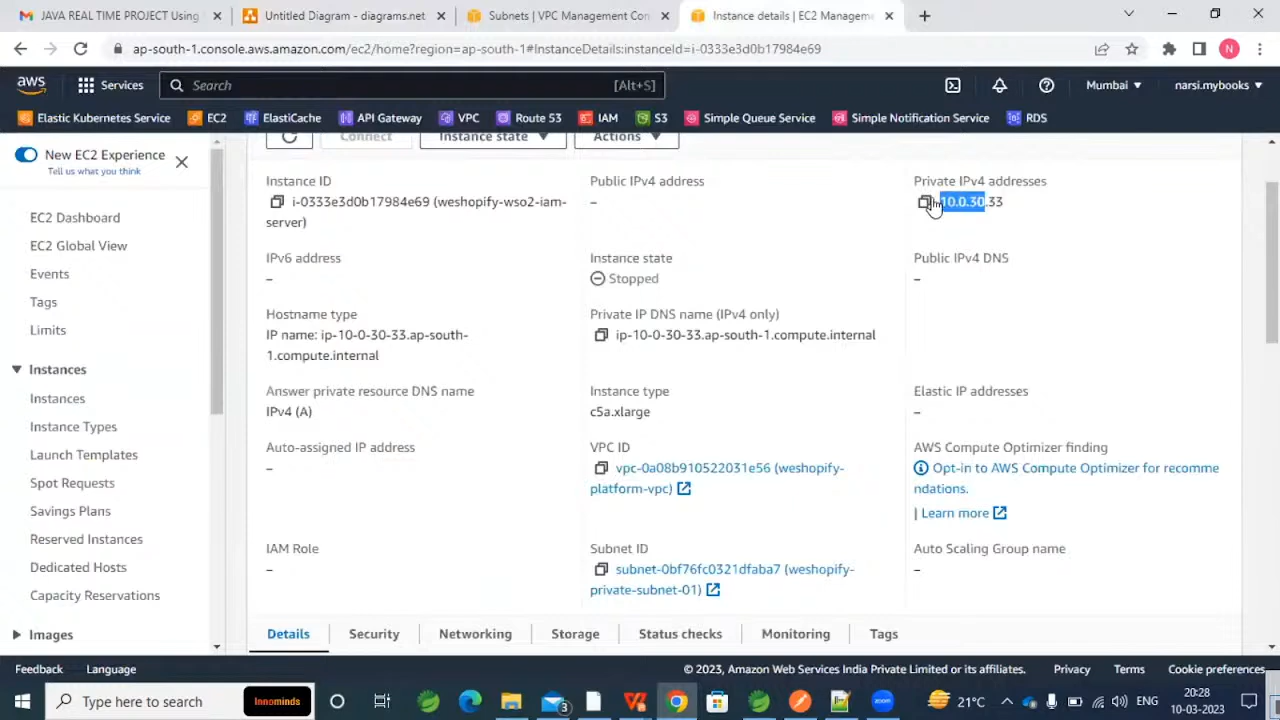 JAVA REAL TIME PROJECT Using
Untitled Diagram - diagrams.net
Subnets | VPC Management Con
Instance details | EC2 Manageme
ap-south-1.console.aws.amazon.com/ec2/home?region=ap-south-1#InstanceDetails:instanceId=i-0333e3d0b17984e69
N
aws
Services
Search
[Alt+S]
Mumbai
narsi.mybooks
Elastic Kubernetes Service
EC2
ElastiCache
API Gateway
VPC
Route 53
IAM
S3
Simple Queue Service
Simple Notification Service
RDS
New EC2 Experience
Tell us what you think
EC2 Dashboard
EC2 Global View
Events
Tags
Limits
Instances
Instances
Instance Types
Launch Templates
Spot Requests
Savings Plans
Reserved Instances
Dedicated Hosts
Capacity Reservations
Images
Connect
Instance state
Actions
Instance ID
i-0333e3d0b17984e69 (weshopify-wso2-iam-
server)
Public IPv4 address
–
Private IPv4 addresses
10.0.30.33
IPv6 address
–
Instance state
Stopped
Public IPv4 DNS
–
Hostname type
IP name: ip-10-0-30-33.ap-south-
1.compute.internal
Private IP DNS name (IPv4 only)
ip-10-0-30-33.ap-south-1.compute.internal
Answer private resource DNS name
IPv4 (A)
Instance type
c5a.xlarge
Elastic IP addresses
–
Auto-assigned IP address
–
VPC ID
vpc-0a08b910522031e56 (weshopify-
platform-vpc)
AWS Compute Optimizer finding
Opt-in to AWS Compute Optimizer for recomme
ndations.
| Learn more
IAM Role
–
Subnet ID
subnet-0bf76fc0321dfaba7 (weshopify-
private-subnet-01)
Auto Scaling Group name
–
Details
Security
Networking
Storage
Status checks
Monitoring
Tags
Feedback
Language
© 2023, Amazon Web Services India Private Limited or its affiliates.
Privacy
Terms
Cookie preferences
Type here to search
Innominds
3
zoom
21°C
ENG
20:28
10-03-2023